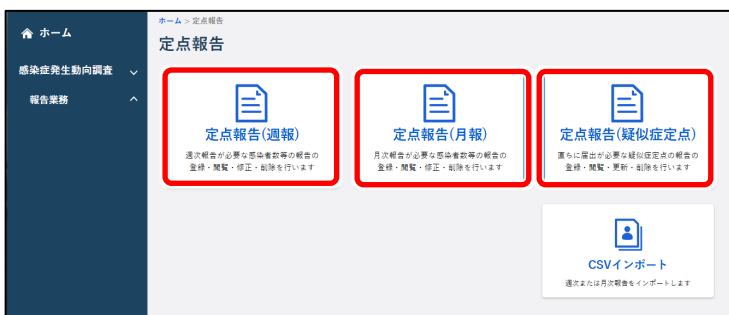 ホーム
感染症発生動向調査
報告業務
ホーム > 定点報告
定点報告
定点報告(週報)
週次報告が必要な感染者数等の報告の
登録・閲覧・修正・削除を行います
定点報告(月報)
月次報告が必要な感染者数等の報告の
登録・閲覧・修正・削除を行います
定点報告(疑似症定点)
直ちに届出が必要な疑似症定点の報告の
登録・閲覧・更新・削除を行います
CSVインポート
週次または月次報告をインポートします